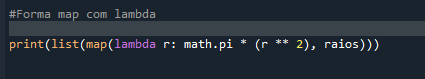 #Forma map com lambda
print(list(map(lambda r: math.pi * (r ** 2), raios)))